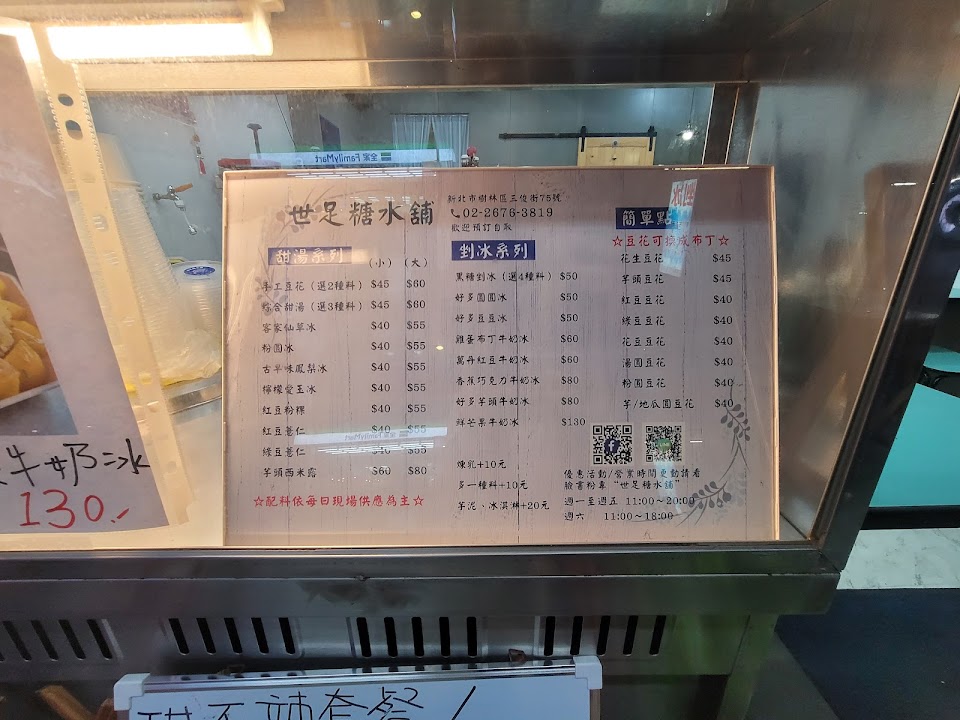 世足糖水舖
新北市樹林區三俊街75號
02-2676-3819
歡迎預訂自取
甜湯系列
(小) (大)
手工豆花(選2種料) $45 $60
綜合甜湯(選3種料) $45 $60
客家仙草冰 $40 $55
粉圓冰 $40 $55
古早味鳳梨冰 $40 $55
檸檬愛玉冰 $40 $55
紅豆粉粿 $40 $55
紅豆薏仁 $40 $55
綠豆薏仁 $40 $55
芋頭西米露 $60 $80
☆配料依每日現場供應為主☆
剉冰系列
黑糖剉冰(選4種料) $50
好多圓圓冰 $50
好多豆豆冰 $50
雞蛋布丁牛奶冰 $60
萬丹紅豆牛奶冰 $60
香蕉巧克力牛奶冰 $80
好多芋頭牛奶冰 $80
鮮芒果牛奶冰 $130
煉乳+10元
多一種料+10元
芋泥、冰淇淋+20元
簡單點
☆豆花可換成布丁☆
花生豆花 $45
芋頭豆花 $45
紅豆豆花 $40
綠豆豆花 $40
花豆豆花 $40
湯圓豆花 $40
粉圓豆花 $40
芋/地瓜圓豆花 $40
優惠活動/營業時間更動請看
臉書粉專“世足糖水舖”
週一至週五 11:00~20:00
週六 11:00~18:00
牛奶冰
130.-
全家 FamilyMart